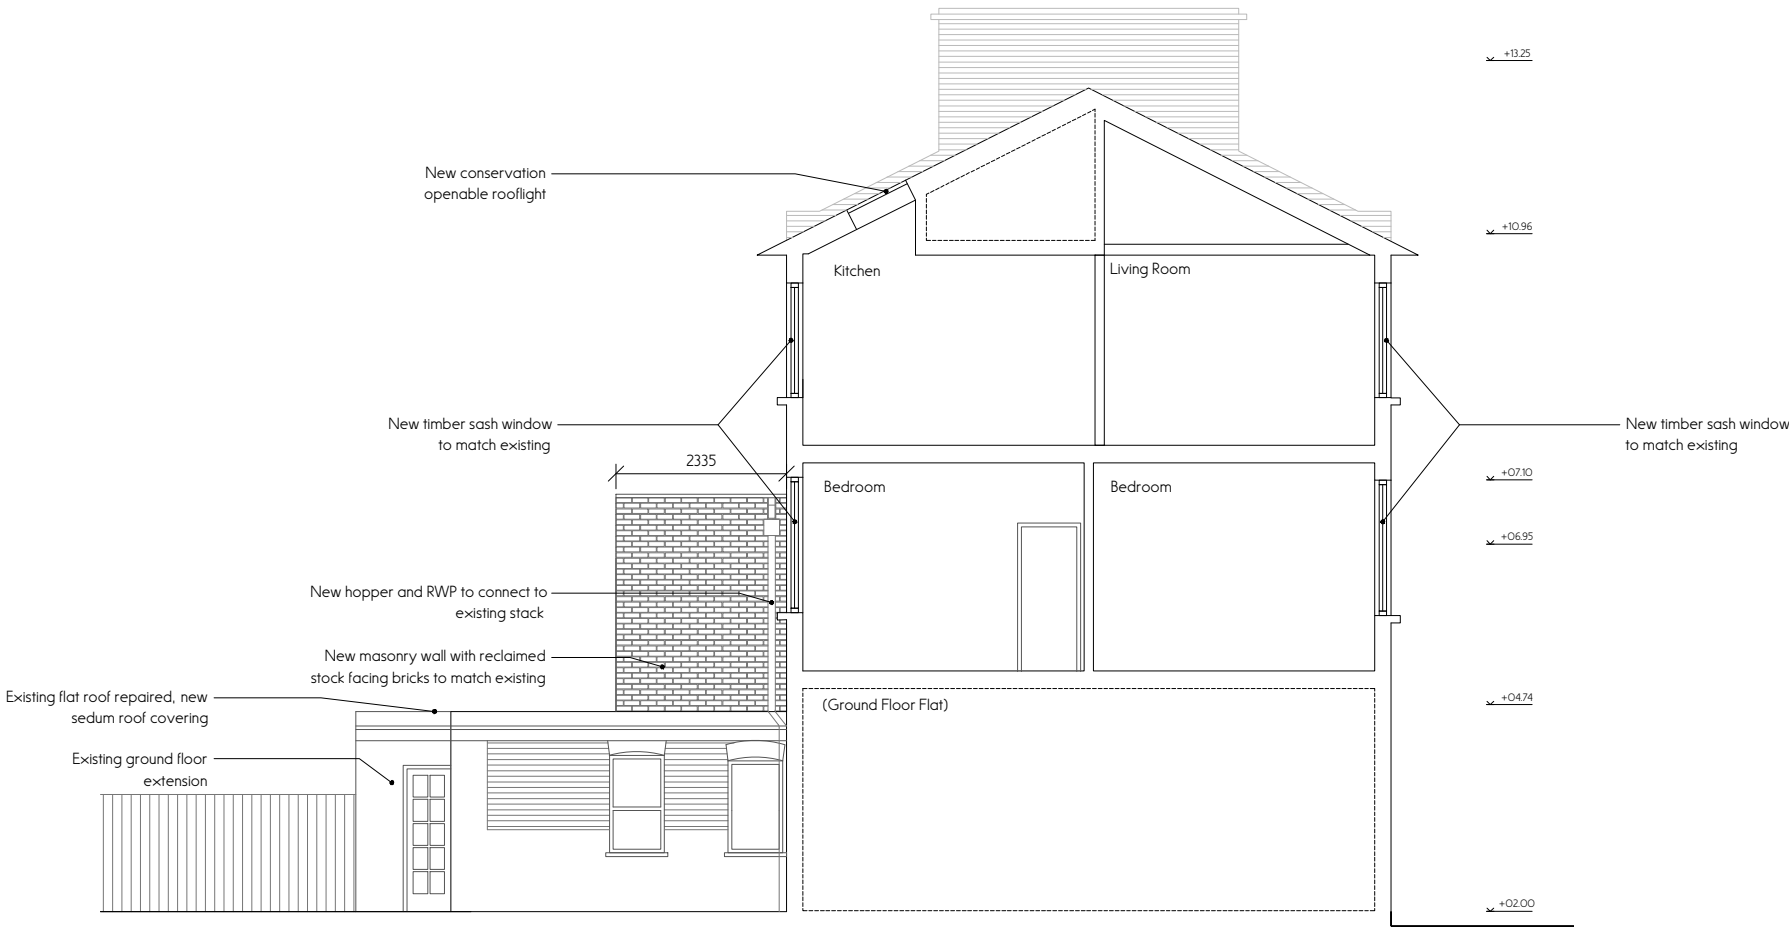 +13.25
New conservation
openable rooflight
+10.96
Kitchen
Living Room
New timber sash window
to match existing
New timber sash window
to match existing
2335
+07.10
Bedroom
Bedroom
+06.95
New hopper and RWP to connect to
existing stack
New masonry wall with reclaimed
stock facing bricks to match existing
Existing flat roof repaired, new
sedum roof covering
(Ground Floor Flat)
+04.74
Existing ground floor
extension
+02.00